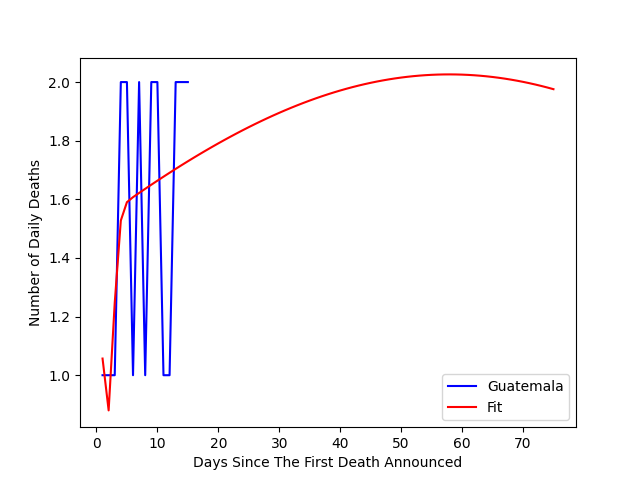 2.0
1.8
1.6
1.4
1.2
1.0
Number of Daily Deaths
0 10 20 30 40 50 60 70
Days Since The First Death Announced
Guatemala
Fit